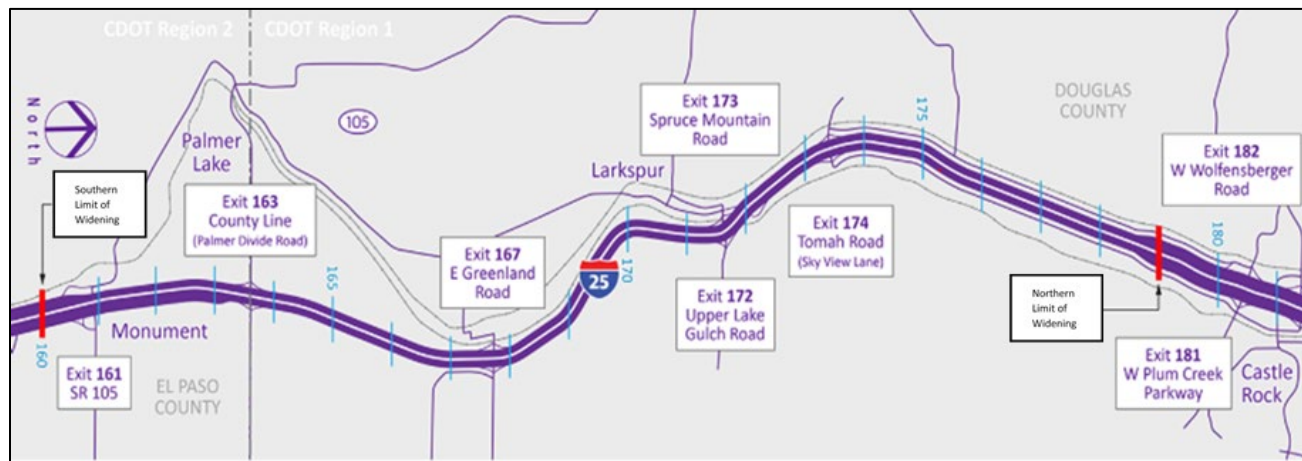 CDOT Region 2
CDOT Region 1
North
105
Palmer
Lake
Southern
Limit of
Widening
Exit 163
County Line
(Palmer Divide Road)
Larkspur
Exit 173
Spruce Mountain
Road
175
DOUGLAS
COUNTY
Exit 182
W Wolfensberger
Road
Exit 167
E Greenland
Road
165
170
25
Exit 174
Tomah Road
(Sky View Lane)
180
160
Monument
Exit 161
SR 105
EL PASO
COUNTY
Exit 172
Upper Lake
Gulch Road
Northern
Limit of
Widening
Exit 181
W Plum Creek
Parkway
Castle
Rock